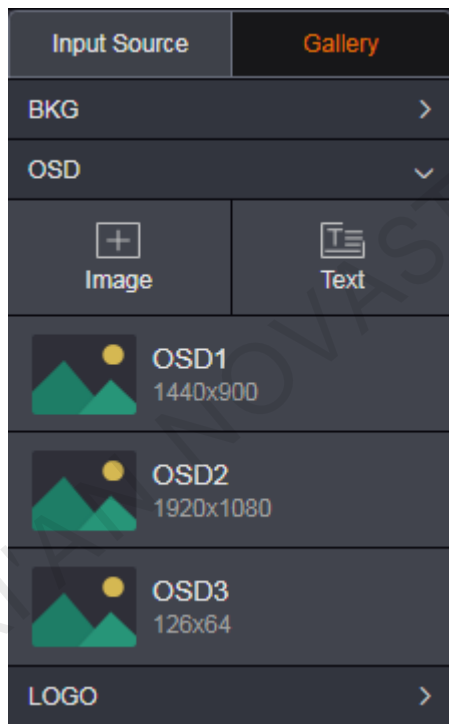 Input Source
Gallery
BKG
OSD
Image
Text
OSD1
1440x900
OSD2
1920x1080
OSD3
126x64
LOGO